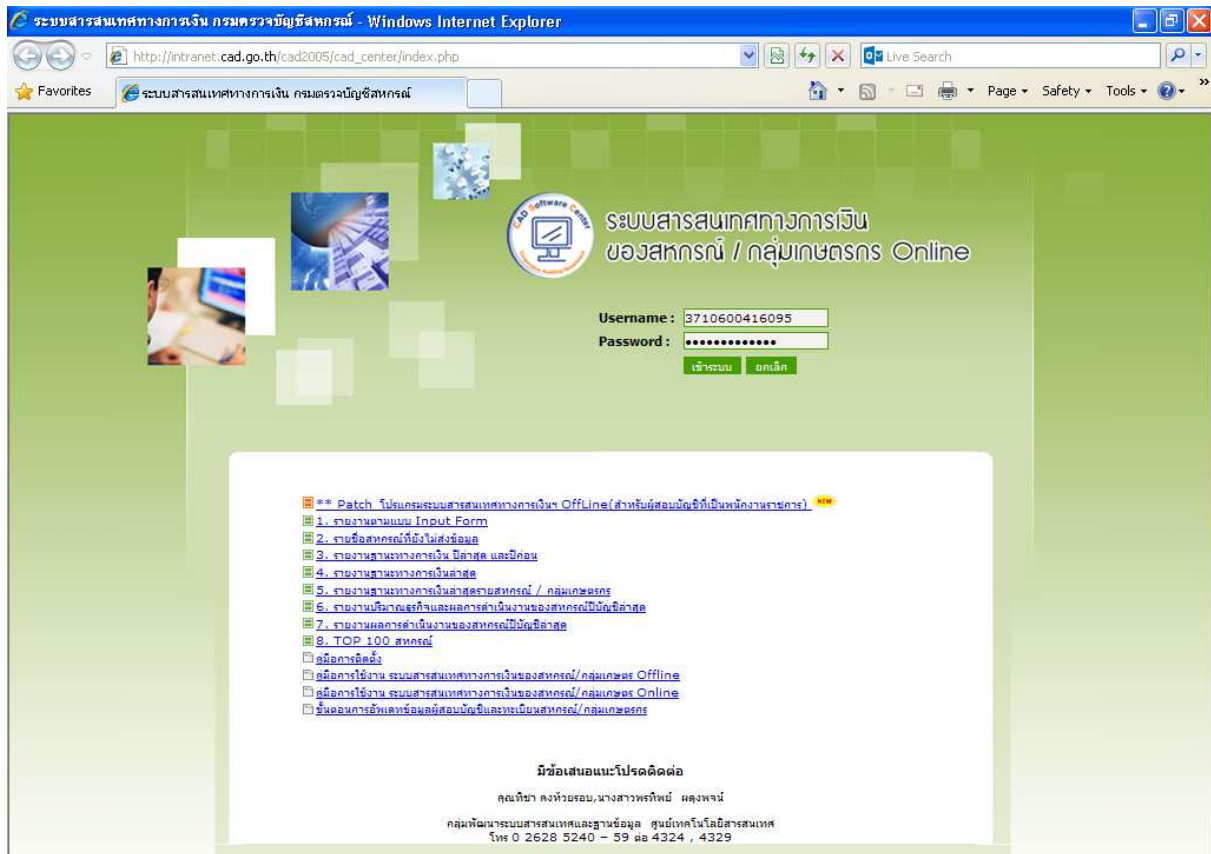 ระบบสารสนเทศทางการเงิน กรมตรวจบัญชีสหกรณ์ - Windows Internet Explorer
http://intranet.cad.go.th/cad2005/cad_center/index.php
Live Search
Favorites
ระบบสารสนเทศทางการเงิน กรมตรวจบัญชีสหกรณ์
Page
Safety
Tools
CAD Software Center
ระบบสารสนเทศทางการเงิน
ของสหกรณ์ / กลุ่มเกษตรกร Online
Username : 3710600416095
Password : •••••••••••••
เข้าระบบ ยกเลิก
** Patch โปรแกรมระบบสารสนเทศทางการเงินฯ OffLine(สำหรับผู้สอบบัญชีที่เป็นพนักงานราชการ) NEW
1. รายงานตามแบบ Input Form
2. รายชื่อสหกรณ์ที่ยังไม่ส่งข้อมูล
3. รายงานฐานะทางการเงิน ปีล่าสุด และปีก่อน
4. รายงานฐานะทางการเงินล่าสุด
5. รายงานฐานะทางการเงินล่าสุดรายสหกรณ์ / กลุ่มเกษตรกร
6. รายงานปริมาณธุรกิจและผลการดำเนินงานของสหกรณ์ปีบัญชีล่าสุด
7. รายงานผลการดำเนินงานของสหกรณ์ปีบัญชีล่าสุด
8. TOP 100 สหกรณ์
คู่มือการติดตั้ง
คู่มือการใช้งาน ระบบสารสนเทศทางการเงินของสหกรณ์/กลุ่มเกษตร Offline
คู่มือการใช้งาน ระบบสารสนเทศทางการเงินของสหกรณ์/กลุ่มเกษตร Online
ขั้นตอนการอัพเดทข้อมูลผู้สอบบัญชีและทะเบียนสหกรณ์/กลุ่มเกษตรกร
มีข้อเสนอแนะโปรดติดต่อ
คุณทิชา คงห้วยรอบ,นางสาวพรทิพย์ ผดุงพจน์
กลุ่มพัฒนาระบบสารสนเทศและฐานข้อมูล ศูนย์เทคโนโลยีสารสนเทศ
โทร 0 2628 5240 – 59 ต่อ 4324 , 4329